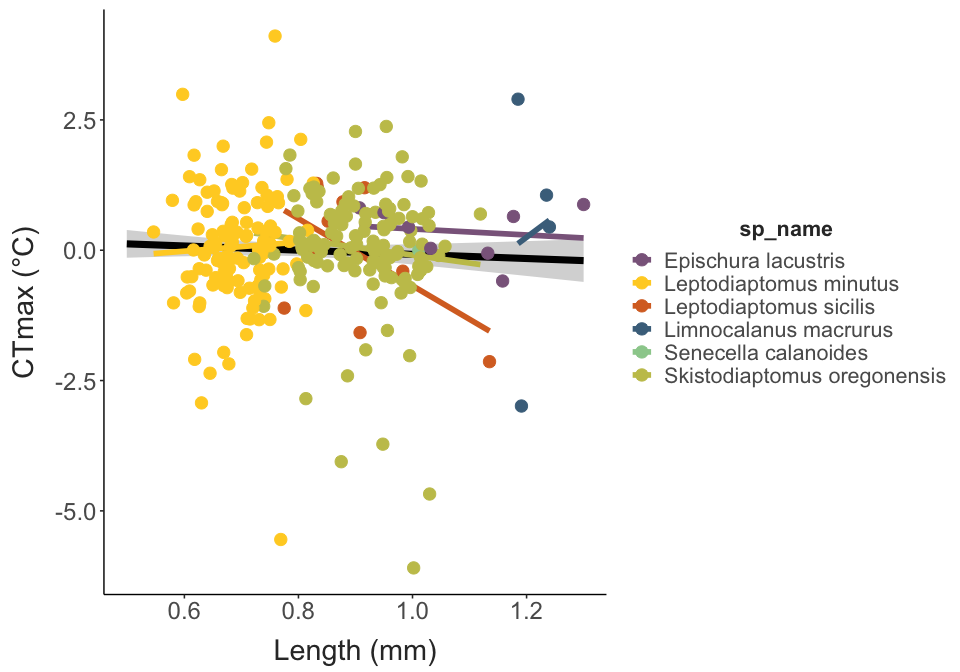 CTmax (°C)
2.5
0.0
-2.5
-5.0
0.6 0.8 1.0 1.2
Length (mm)
sp_name
Epischura lacustris
Leptodiaptomus minutus
Leptodiaptomus sicilis
Limnocalanus macrurus
Senecella calanoides
Skistodiaptomus oregonensis